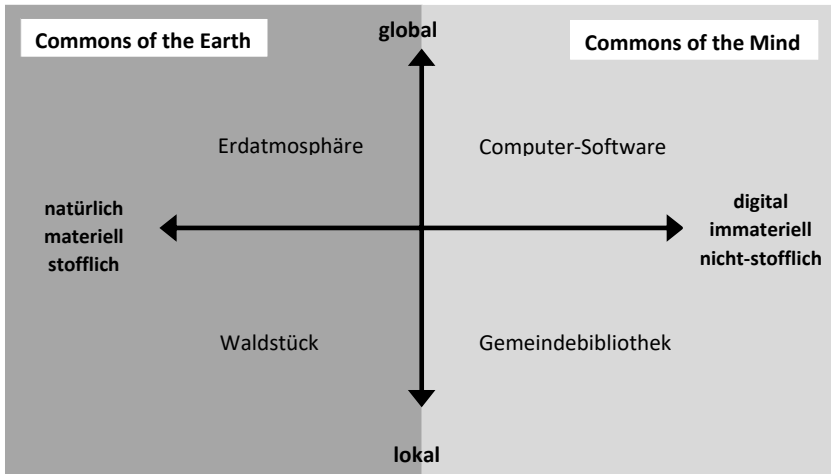 Commons of the Earth
global
Commons of the Mind
Erdatmosphäre
Computer-Software
natürlich
materiell
stofflich
digital
immateriell
nicht-stofflich
Waldstück
Gemeindebibliothek
lokal